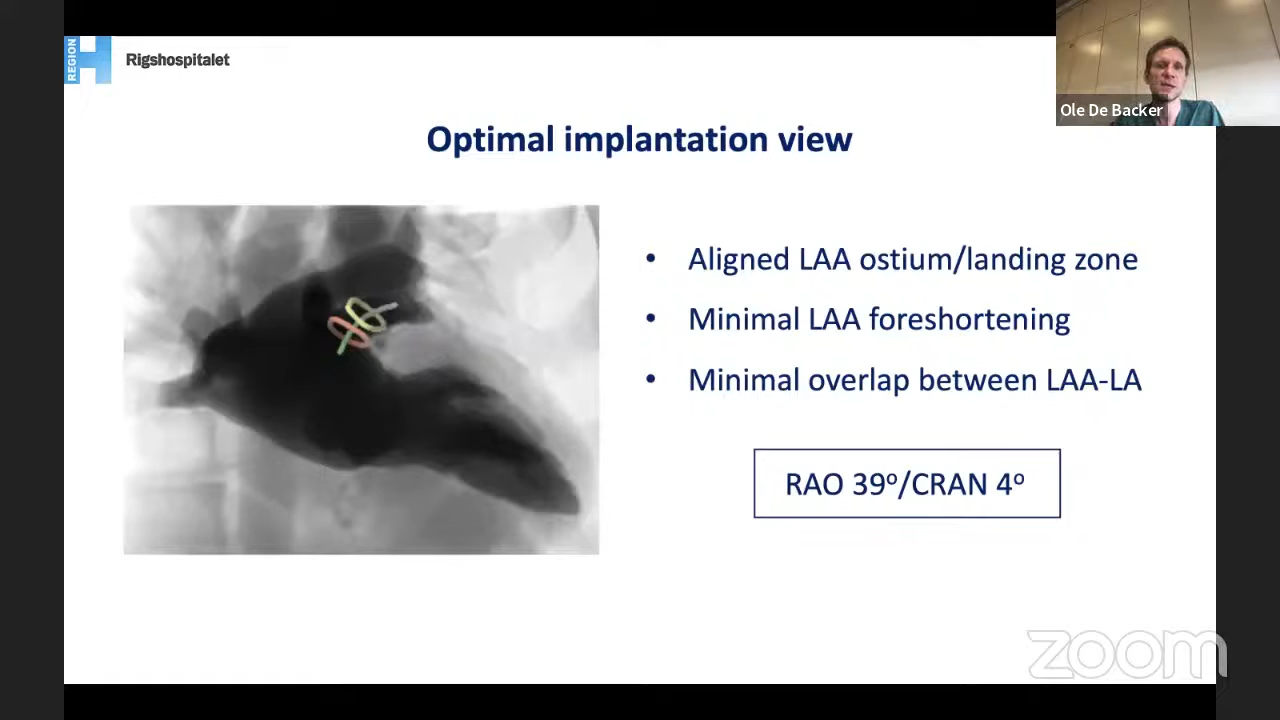 REGION
Rigshospitalet
Ole De Backer
Optimal implantation view
• Aligned LAA ostium/landing zone
• Minimal LAA foreshortening
• Minimal overlap between LAA-LA
RAO 39º/CRAN 4º
zoom